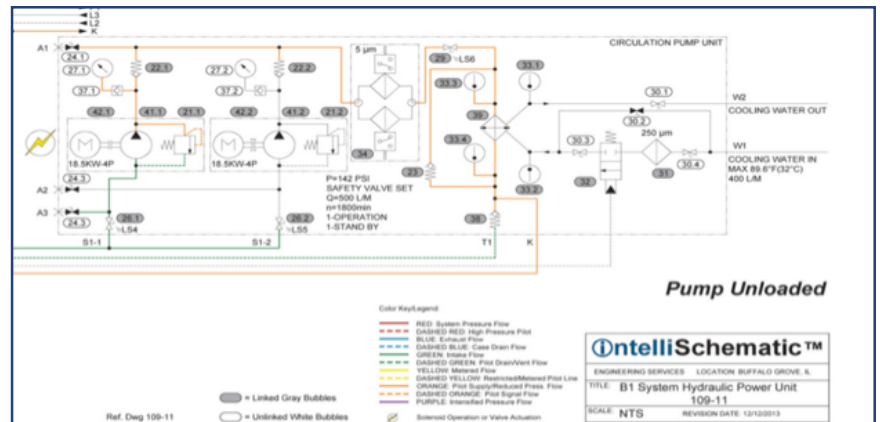 L3
L2
K
CIRCULATION PUMP UNIT
A1
24.1
27.1
22.1
37.1
27.2
22.2
37.2
5 µm
29
LS6
33.1
33.3
30.1
W2
COOLING WATER OUT
30.2
39
42.1
41.1
21.1
42.2
41.2
21.2
M
M
18.5KW-4P
18.5KW-4P
34
33.4
30.3
250 µm
W1
30.4
COOLING WATER IN
MAX 89.6°F(32°C)
400 L/M
23
32
31
33.2
24.3
A2
A3
24.3
P=142 PSI
SAFETY VALVE SET
Q=500 L/M
n=1800min
1-OPERATION
1-STAND BY
26.1
LS4
26.2
LS5
38
S1-1
S1-2
T1
K
Pump Unloaded
Color Key/Legend:
RED: System Pressure Flow
DASHED RED: High Pressure Pilot
BLUE: Exhaust Flow
DASHED BLUE: Case Drain Flow
GREEN: Intake Flow
DASHED GREEN: Pilot Drain/Vent Flow
YELLOW: Metered Flow
DASHED YELLOW: Restricted/Metered Pilot Line
ORANGE: Pilot Supply/Reduced Press. Flow
DASHED ORANGE: Pilot Signal Flow
PURPLE: Intensified Pressure Flow
Solenoid Operation or Valve Actuation
= Linked Gray Bubbles
= Unlinked White Bubbles
Ref. Dwg 109-11
intelliSchematic™
ENGINEERING SERVICES LOCATION: BUFFALO GROVE, IL
TITLE: B1 System Hydraulic Power Unit
109-11
SCALE: NTS REVISION DATE: 12/12/2013